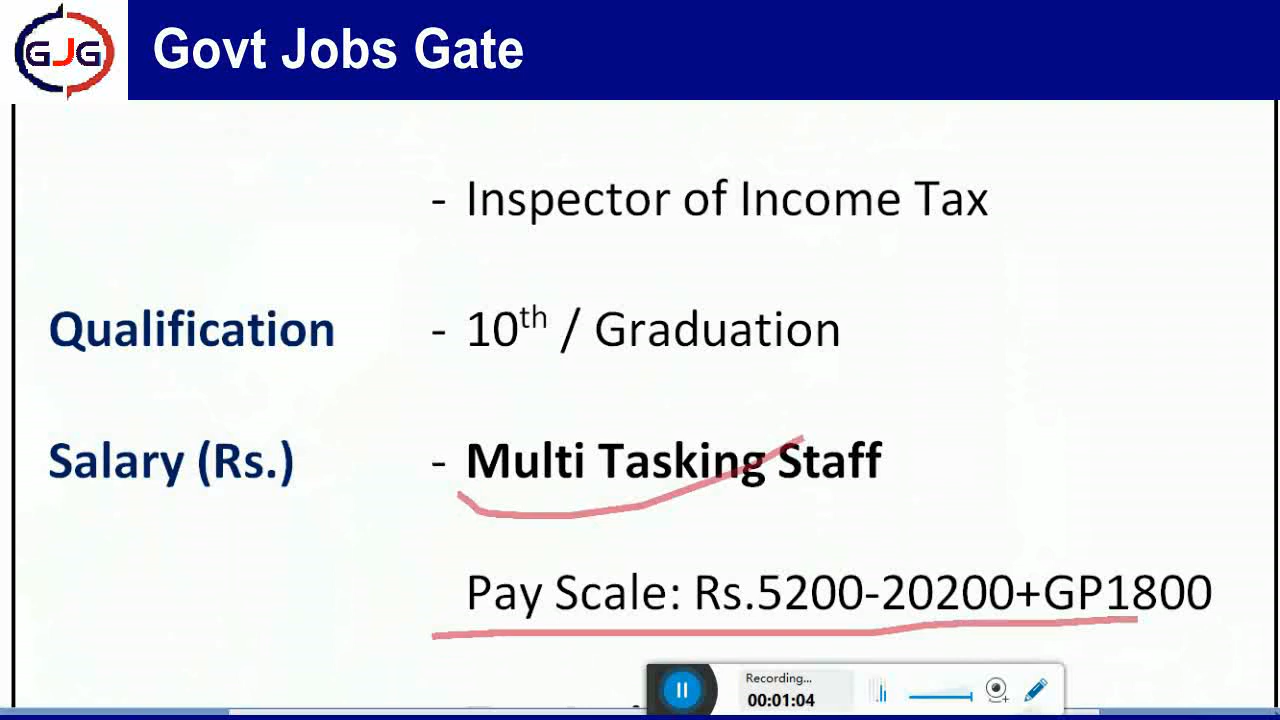 GJG Govt Jobs Gate
- Inspector of Income Tax
Qualification - 10th / Graduation
Salary (Rs.) - Multi Tasking Staff
Pay Scale: Rs.5200-20200+GP1800
Recording...
00:01:04